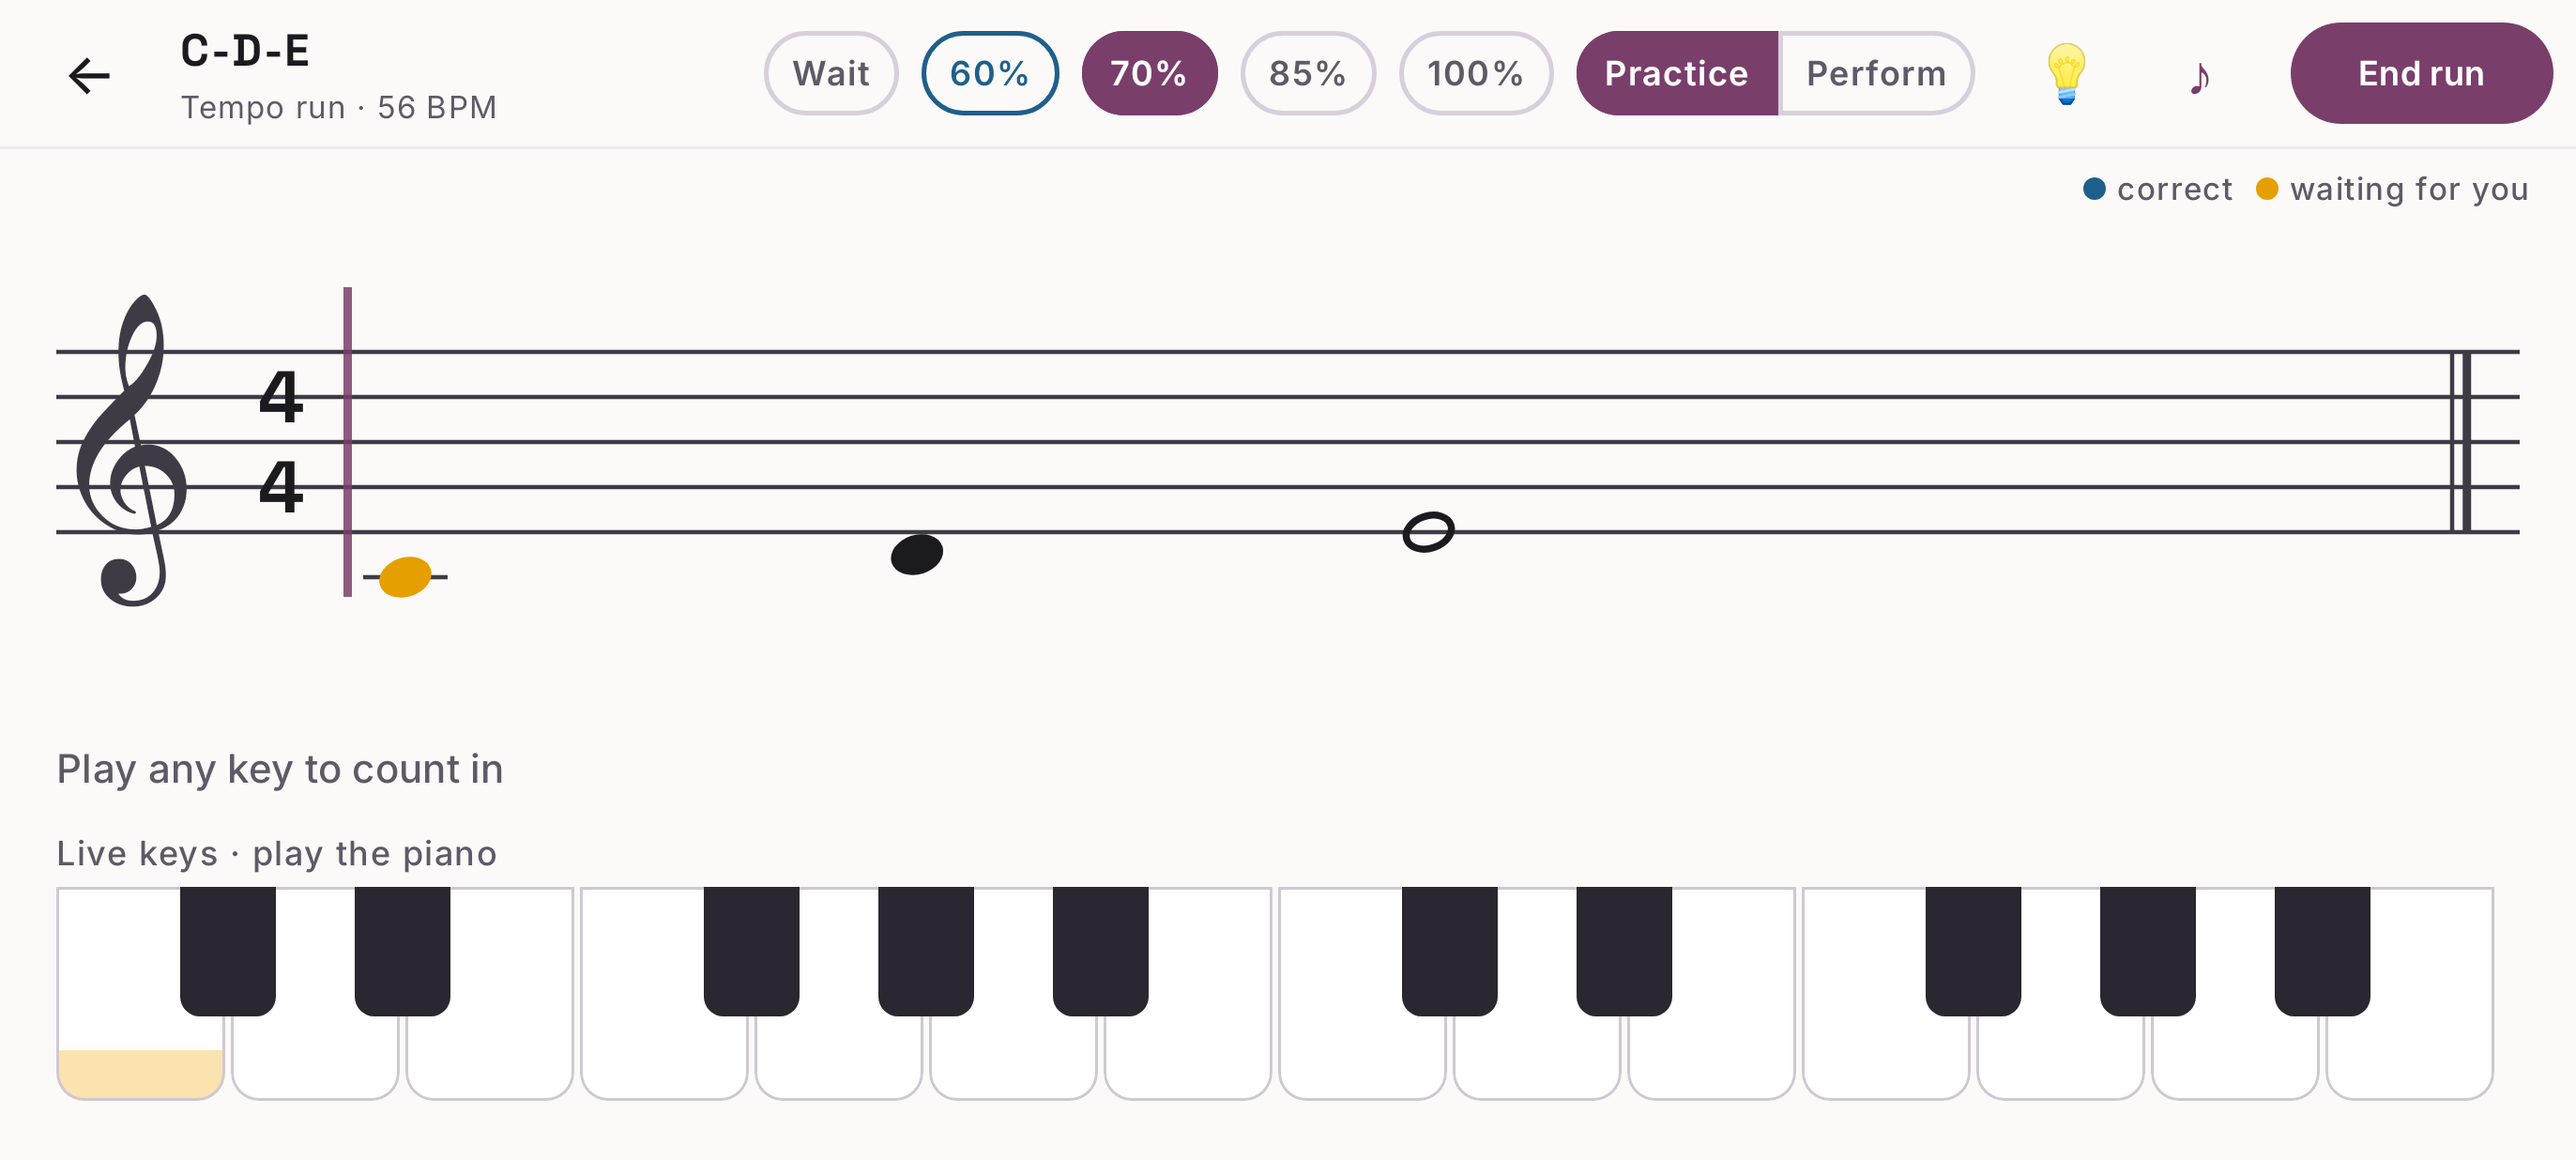 C-D-E
Tempo run · 56 BPM
Wait 60% 70% 85% 100% Practice Perform End run
correct waiting for you
4
4
Play any key to count in
Live keys · play the piano